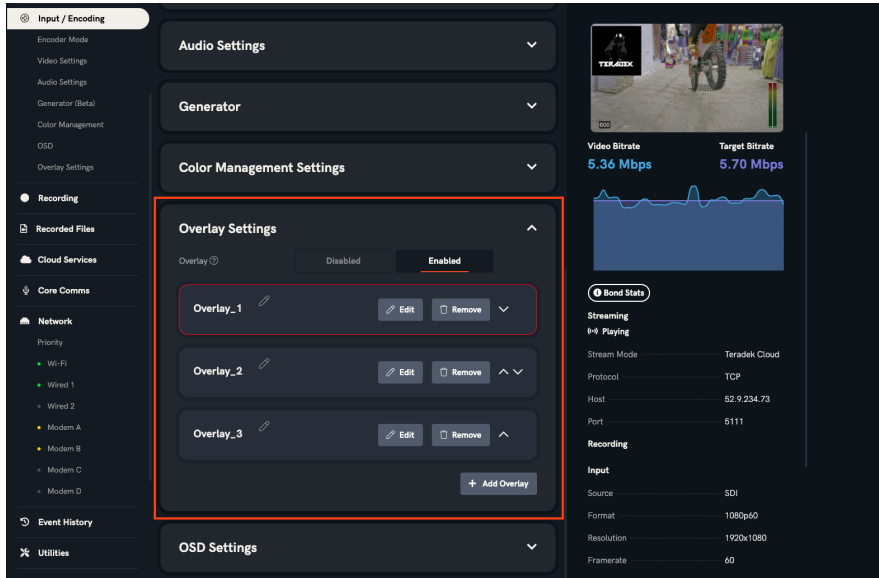 Input / Encoding
Encoder Mode
Video Settings
Audio Settings
Generator (Beta)
Color Management
OSD
Overlay Settings
Recording
Recorded Files
Cloud Services
Core Comms
Network
Priority
Wi-Fi
Wired 1
Wired 2
Modem A
Modem B
Modem C
Modem D
Event History
Utilities
Audio Settings
Generator
Color Management Settings
Overlay Settings
Overlay
Disabled
Enabled
Overlay_1
Edit
Remove
Overlay_2
Edit
Remove
Overlay_3
Edit
Remove
+ Add Overlay
OSD Settings
TERADEK
600
Video Bitrate
Target Bitrate
5.36 Mbps
5.70 Mbps
Bond Stats
Streaming
Playing
Stream Mode
Teradek Cloud
Protocol
TCP
Host
52.9.234.73
Port
5111
Recording
Input
Source
SDI
Format
1080p60
Resolution
1920x1080
Framerate
60